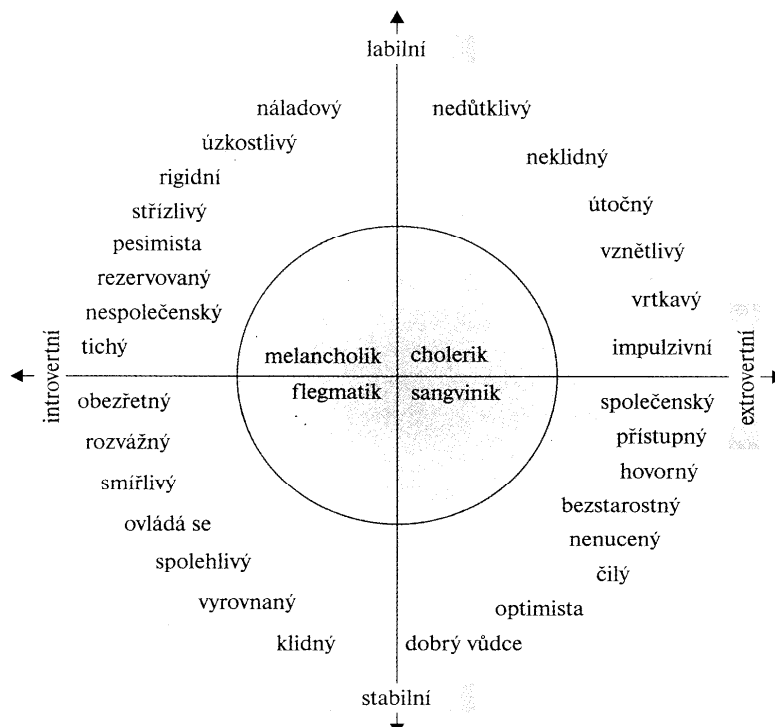 labilní
náladový nedůtklivý
úzkostlivý
neklidný
rigidní
střízlivý
útočný
pesimista
vznětlivý
rezervovaný
vrtkavý
nespolečenský
tichý
impulzivní
melancholik cholerik
introvertní
extrovertní
flegmatik sangvinik
obezřetný
společenský
rozvážný
přístupný
hovorný
smířlivý
bezstarostný
ovládá se
nenucený
spolehlivý
čilý
vyrovnaný
optimista
klidný dobrý vůdce
stabilní